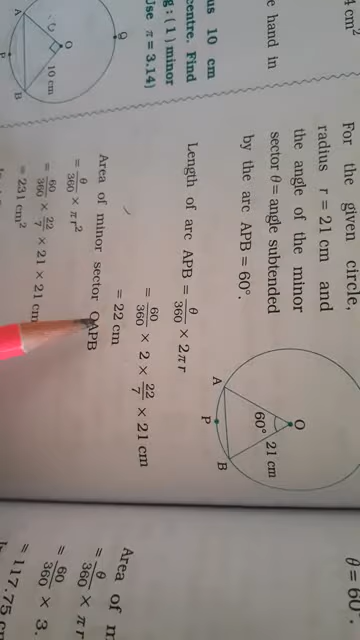 4 cm²
e hand in
us 10 cm
centre. Find
g : (1) minor
Use π = 3.14)
O
10 cm
A
B
P
Q
For the given circle,
radius r = 21 cm and
the angle of the minor
sector θ = angle subtended
by the arc APB = 60°.
O
60°
21 cm
A
B
P
Length of arc APB = θ/360 × 2πr
= 60/360 × 2 × 22/7 × 21 cm
= 22 cm
Area of minor sector OAPB
= θ/360 × πr²
= 60/360 × 22/7 × 21 × 21 cm
= 231 cm²
θ = 60°
Area of m
= θ/360 × πr
= 60/360 × 3.
= 117.75 c